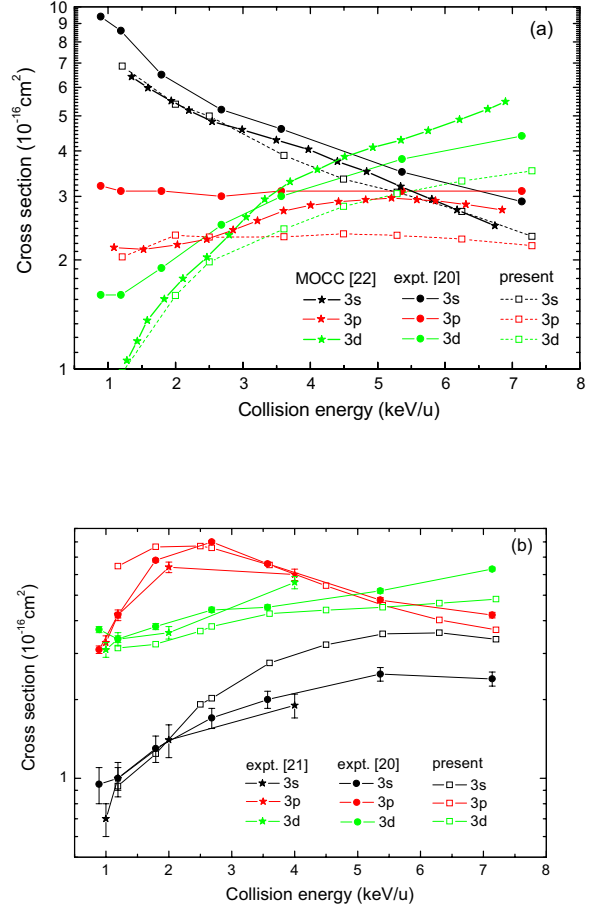 10
9
8
7
6
5
4
3
2
1
(a)
Cross section (10⁻¹⁶cm²)
MOCC [22] expt. [20] present
3s 3s 3s
3p 3p 3p
3d 3d 3d
1 2 3 4 5 6 7 8
Collision energy (keV/u)
(b)
Cross section (10⁻¹⁶cm²)
1
expt. [21] expt. [20] present
3s 3s 3s
3p 3p 3p
3d 3d 3d
1 2 3 4 5 6 7 8
Collision energy (keV/u)